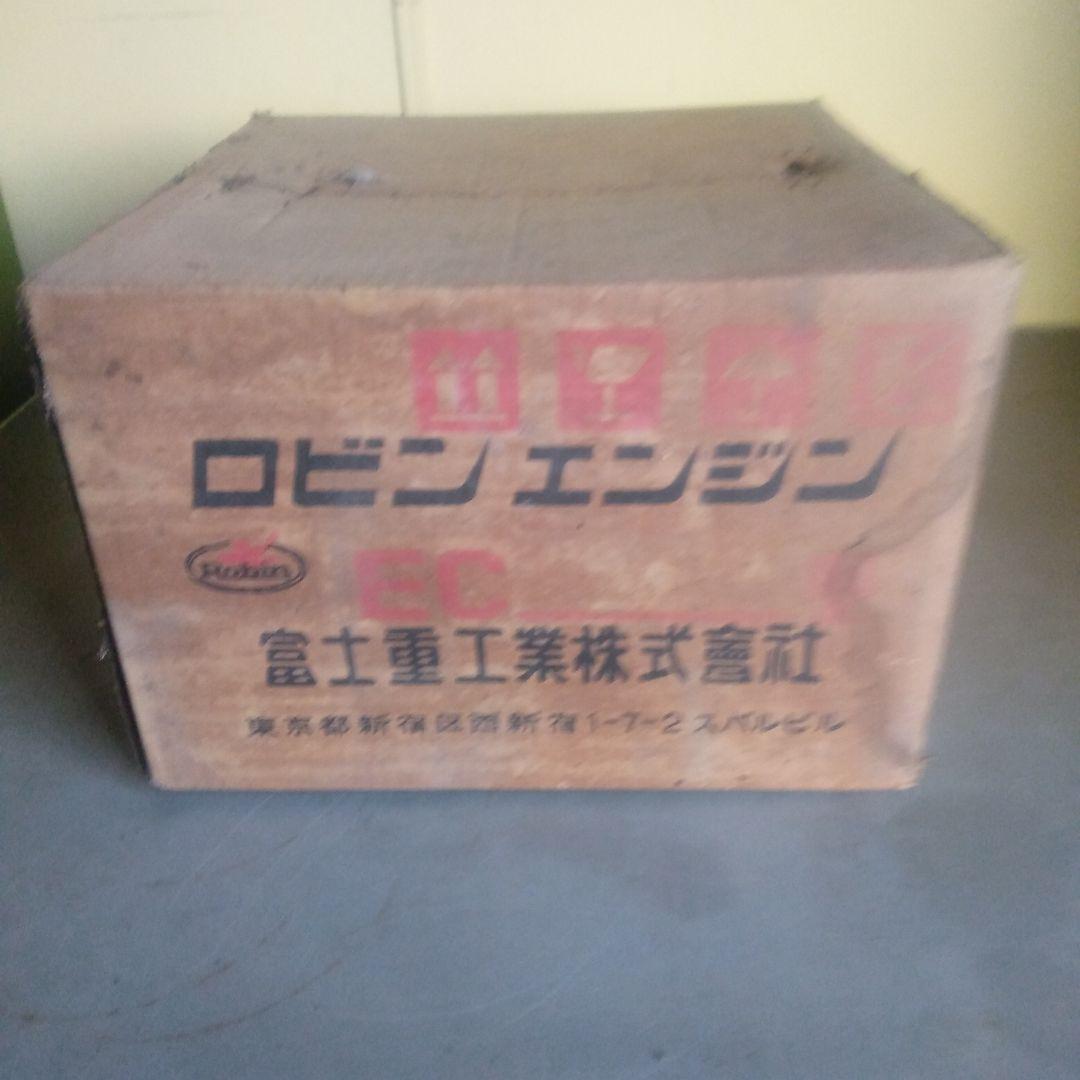 ロビン エンジン
Robin
EC
富士重工業株式會社
東京都新宿区西新宿1-7-2 スバルビル